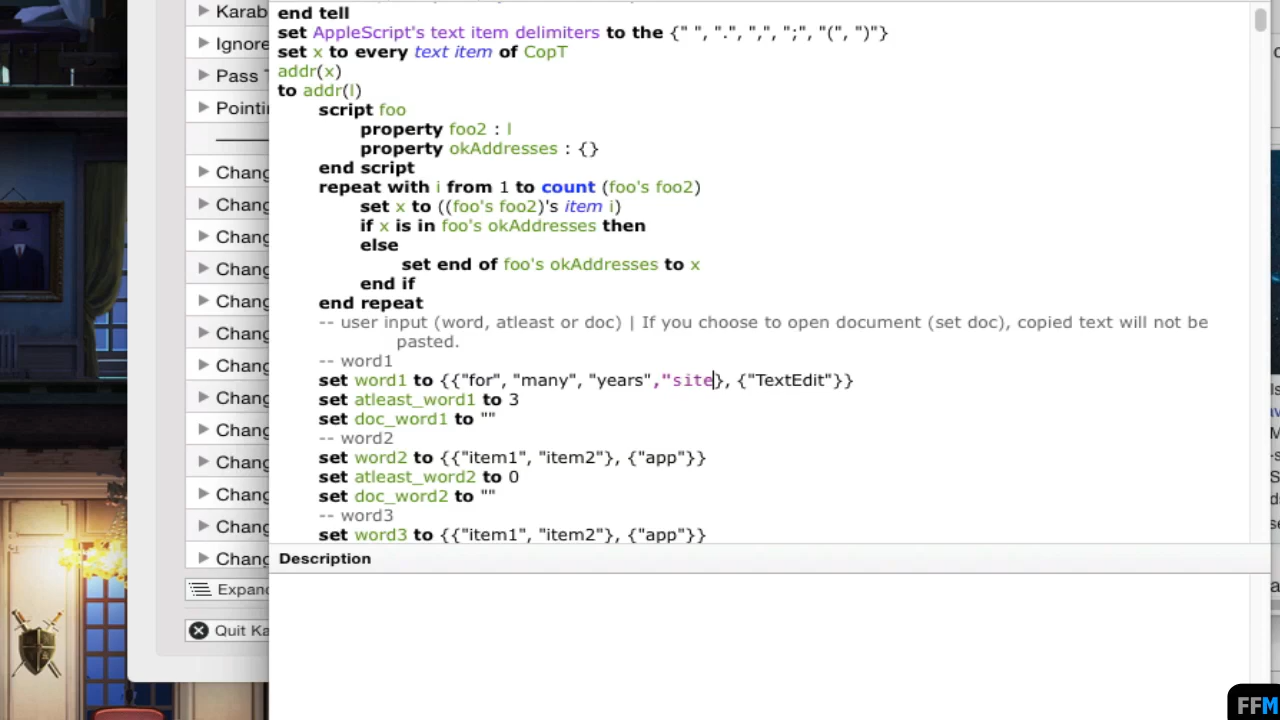 Karab
Ignore
Pass T
Pointi
Chang
Chang
Chang
Chang
Chang
Chang
Chang
Chang
Chang
Chang
Chang
Chang
Chang
Expand
Quit Ka
end tell
set AppleScript's text item delimiters to the {" ", ".", ",", ";", "(", ")"}
set x to every text item of CopT
addr(x)
to addr(l)
script foo
property foo2 : l
property okAddresses : {}
end script
repeat with i from 1 to count (foo's foo2)
set x to ((foo's foo2)'s item i)
if x is in foo's okAddresses then
else
set end of foo's okAddresses to x
end if
end repeat
-- user input (word, atleast or doc) | If you choose to open document (set doc), copied text will not be
pasted.
-- word1
set word1 to {{"for", "many", "years","site}, {"TextEdit"}}
set atleast_word1 to 3
set doc_word1 to ""
-- word2
set word2 to {{"item1", "item2"}, {"app"}}
set atleast_word2 to 0
set doc_word2 to ""
-- word3
set word3 to {{"item1", "item2"}, {"app"}}
Description
FFM